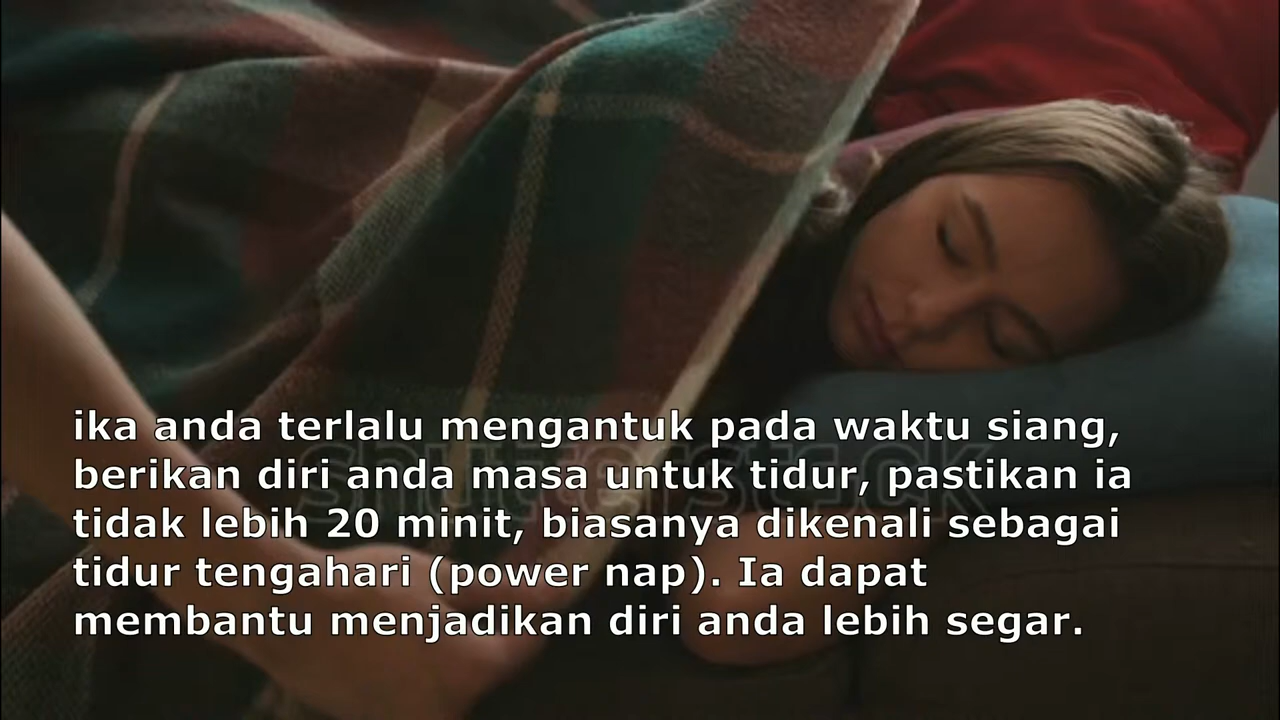 ika anda terlalu mengantuk pada waktu siang,
berikan diri anda masa untuk tidur, pastikan ia
tidak lebih 20 minit, biasanya dikenali sebagai
tidur tengahari (power nap). Ia dapat
membantu menjadikan diri anda lebih segar.
shutterstock